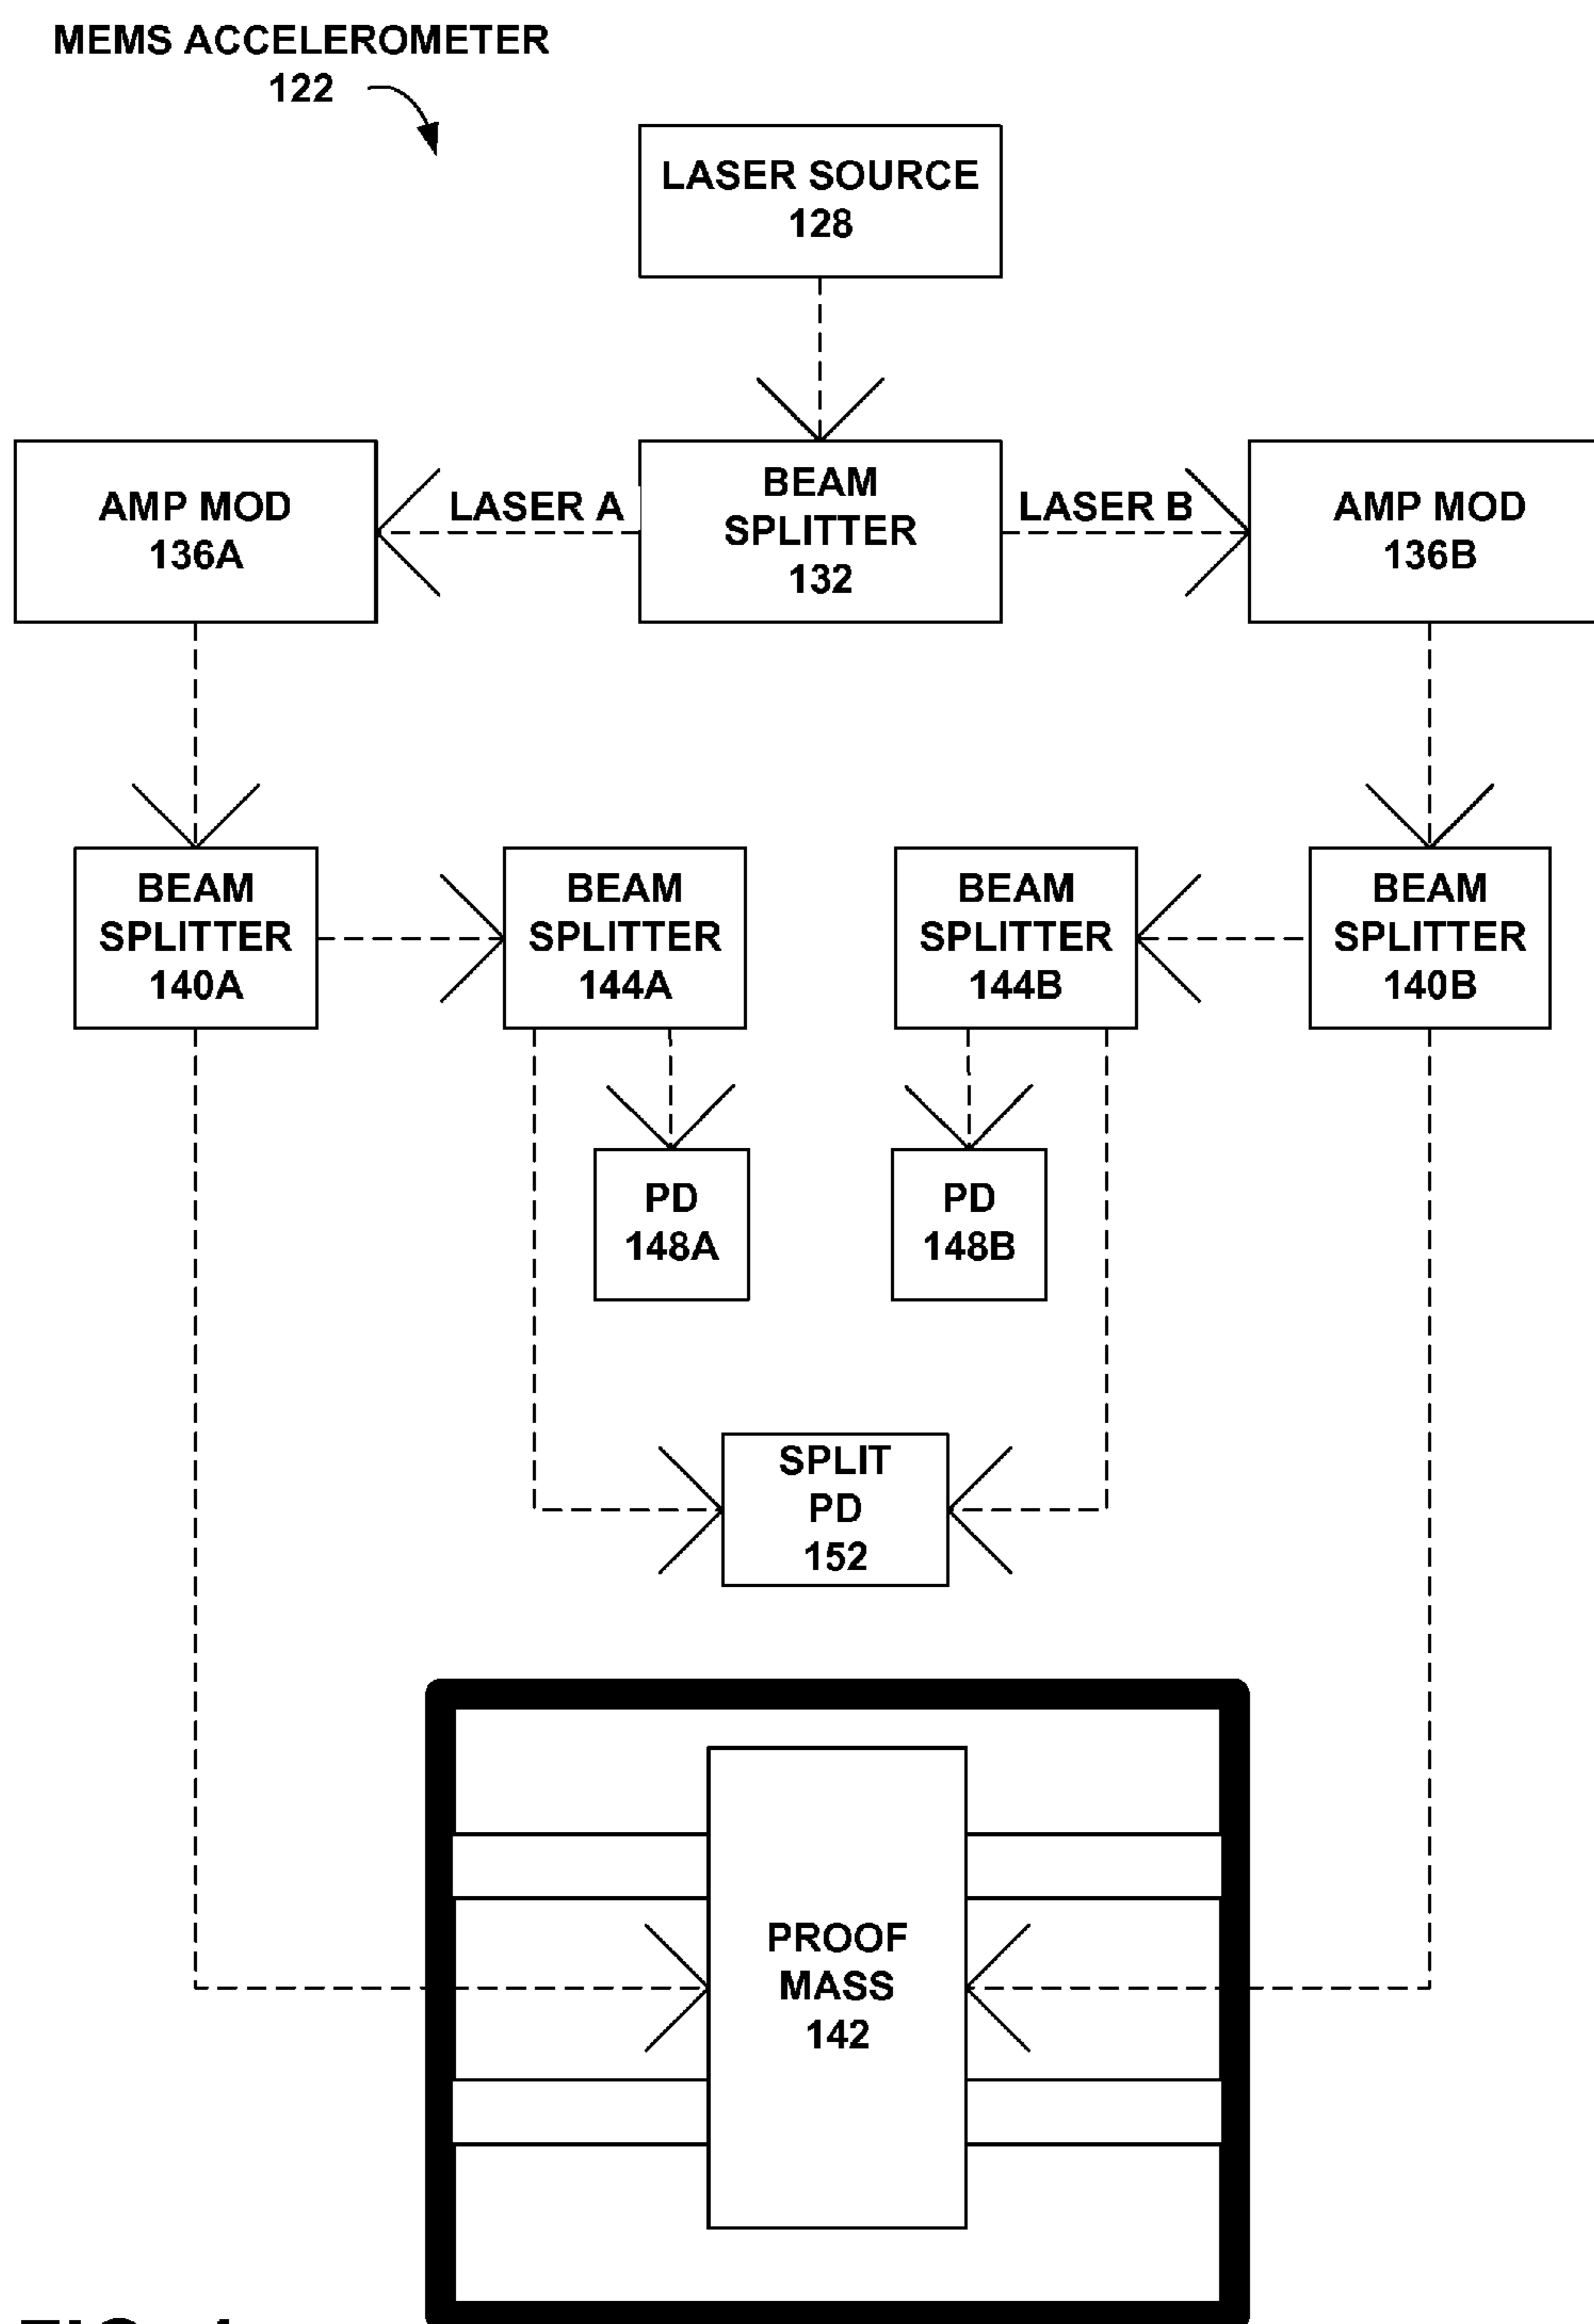 MEMS ACCELEROMETER
122
LASER SOURCE
128
AMP MOD
136A
LASER A
BEAM
SPLITTER
132
LASER B
AMP MOD
136B
BEAM
SPLITTER
140A
BEAM
SPLITTER
144A
BEAM
SPLITTER
144B
BEAM
SPLITTER
140B
PD
148A
PD
148B
SPLIT
PD
152
PROOF
MASS
142